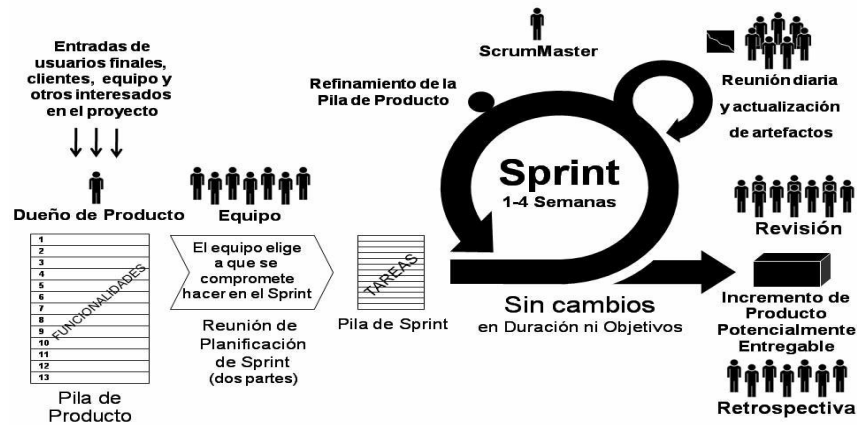 Entradas de
usuarios finales,
clientes, equipo y
otros interesados
en el proyecto
Dueño de Producto
1
2
3
4
5
6
7
8
9
10
11
12
13
FUNCIONALIDADES
Pila de
Producto
Equipo
El equipo elige
a que se
compromete
hacer en el Sprint
Reunión de
Planificación
de Sprint
(dos partes)
TAREAS
Pila de Sprint
ScrumMaster
Refinamiento de la
Pila de Producto
Sprint
1-4 Semanas
Sin cambios
en Duración ni Objetivos
Reunión diaria
y actualización
de artefactos
Revisión
Incremento de
Producto
Potencialmente
Entregable
Retrospectiva